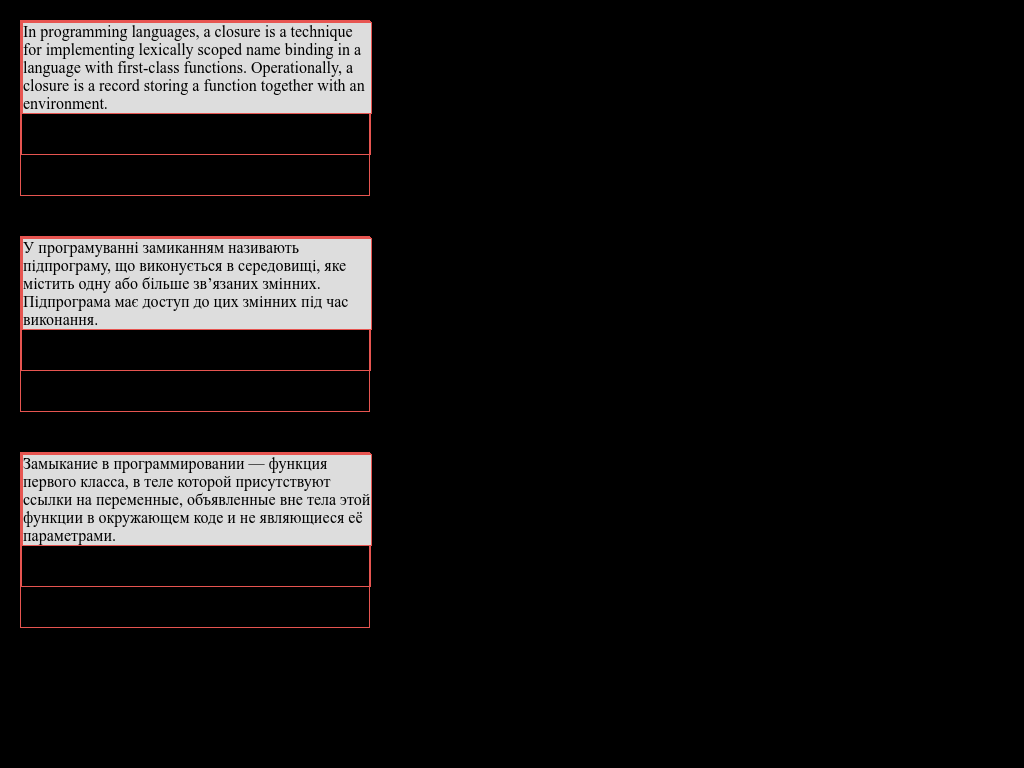 In programming languages, a closure is a technique
for implementing lexically scoped name binding in a
language with first-class functions. Operationally, a
closure is a record storing a function together with an
environment.
У програмуванні замиканням називають
підпрограму, що виконується в середовищі, яке
містить одну або більше зв’язаних змінних.
Підпрограма має доступ до цих змінних під час
виконання.
Замыкание в программировании — функция
первого класса, в теле которой присутствуют
ссылки на переменные, объявленные вне тела этой
функции в окружающем коде и не являющиеся её
параметрами.